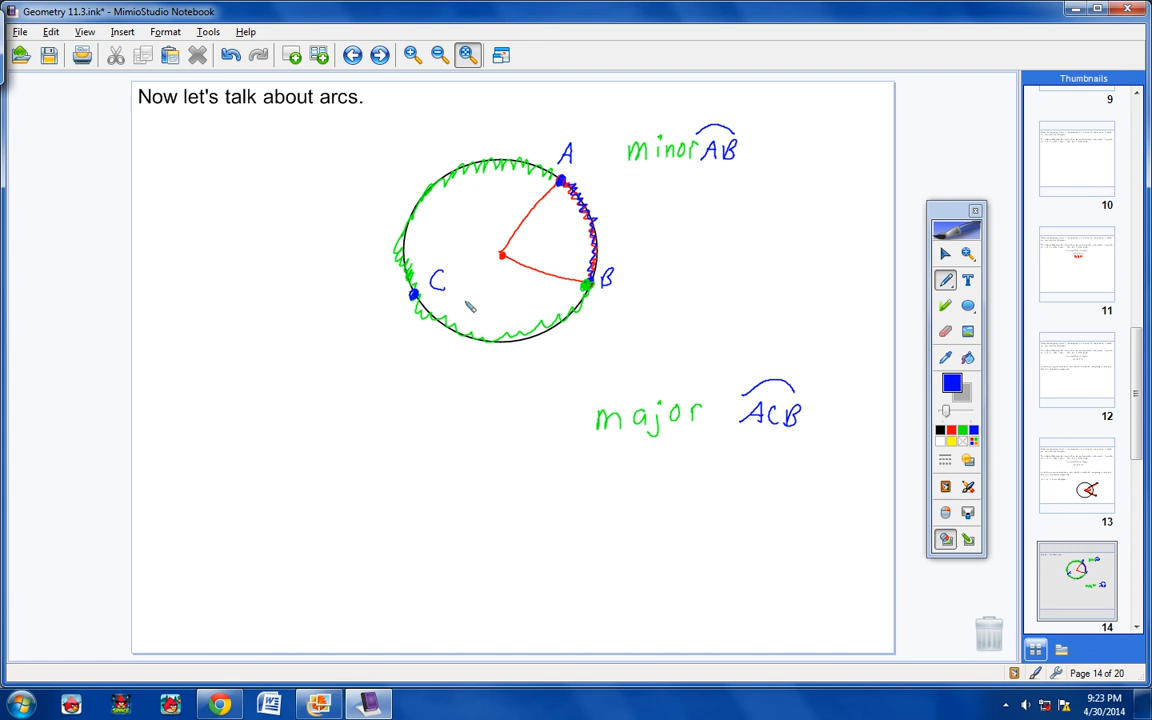 Geometry 11.3.ink* - MimioStudio Notebook
File Edit View Insert Format Tools Help
Now let's talk about arcs.
A
minor AB
C
B
major ACB
Thumbnails
9
10
11
12
13
14
Page 14 of 20
9:23 PM
4/30/2014